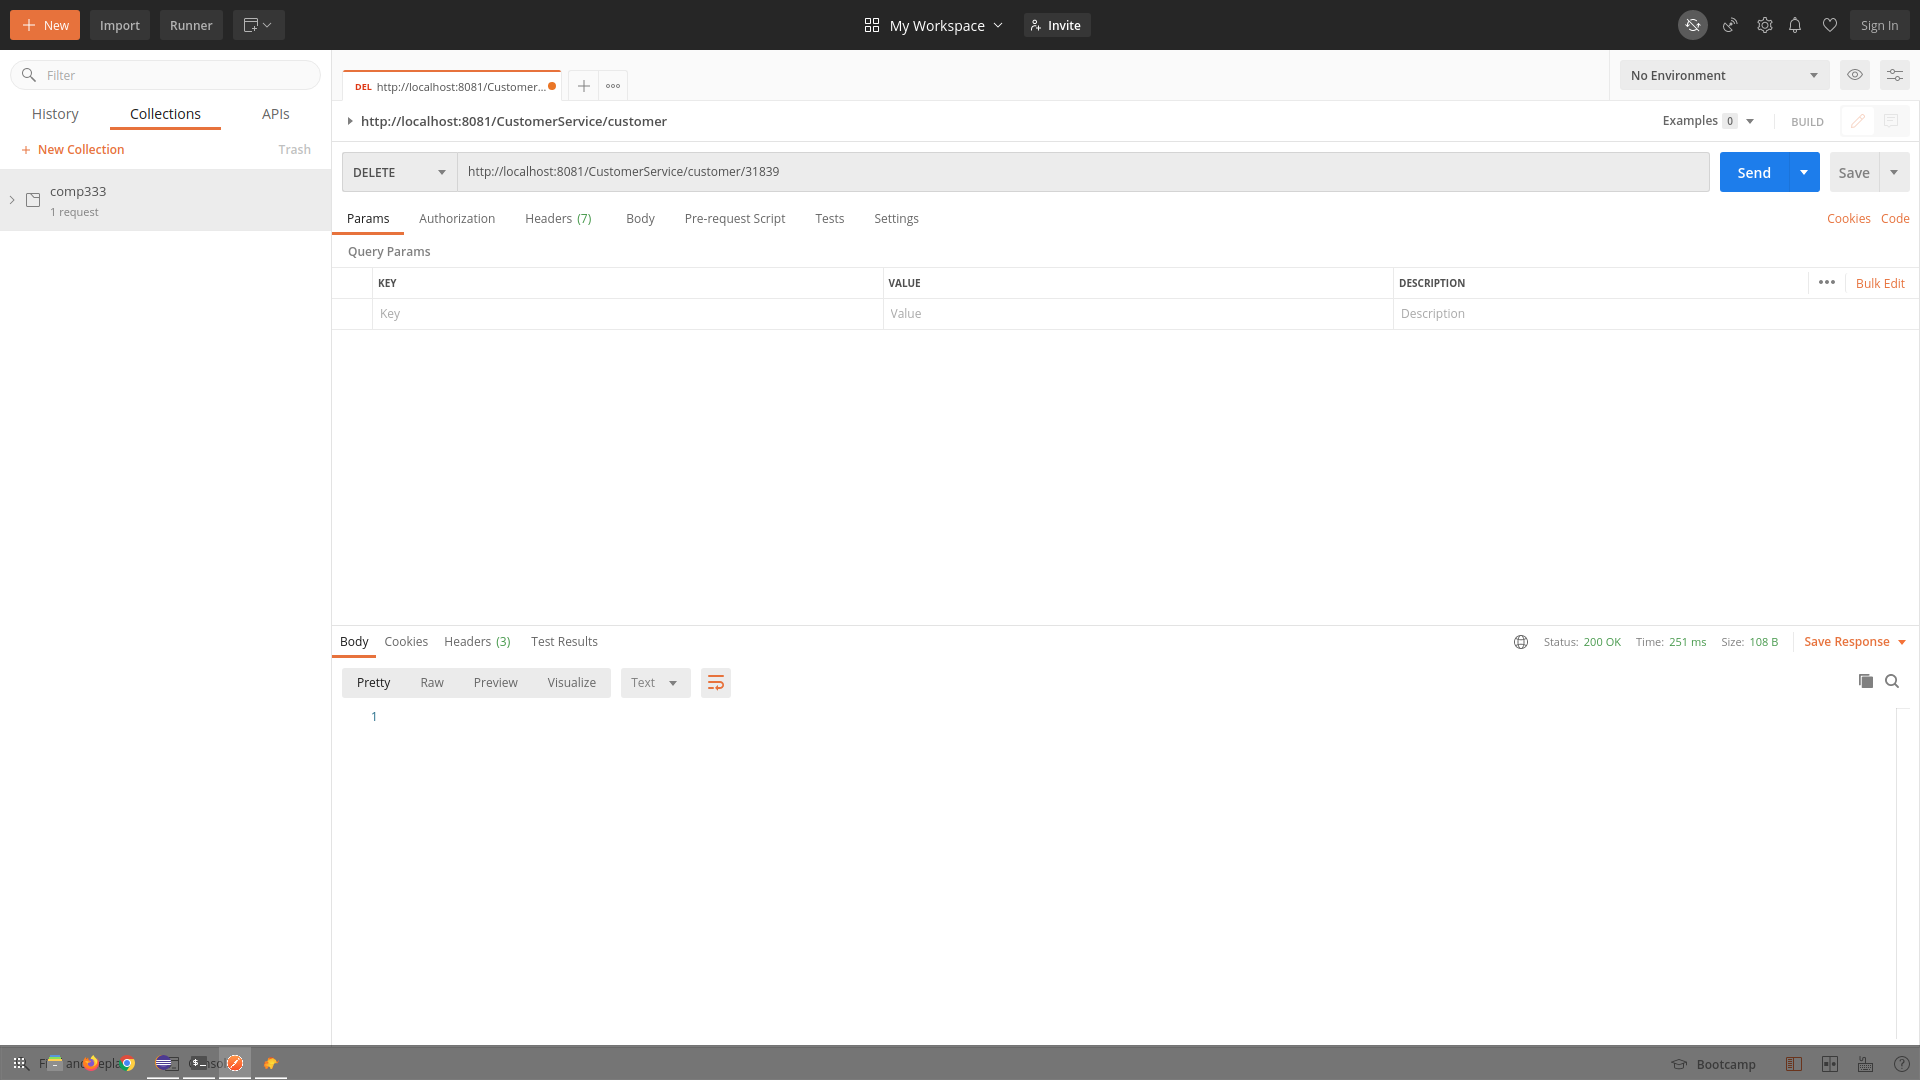 New Import Runner My Workspace Invite Sign In
Filter
DEL http://localhost:8081/Customer...
No Environment
History Collections APIs
http://localhost:8081/CustomerService/customer
Examples 0 BUILD
+ New Collection Trash
DELETE http://localhost:8081/CustomerService/customer/31839 Send Save
comp333
1 request
Params Authorization Headers (7) Body Pre-request Script Tests Settings Cookies Code
Query Params
KEY VALUE DESCRIPTION Bulk Edit
Key Value Description
Body Cookies Headers (3) Test Results Status: 200 OK Time: 251 ms Size: 108 B Save Response
Pretty Raw Preview Visualize Text
1
Bootcamp